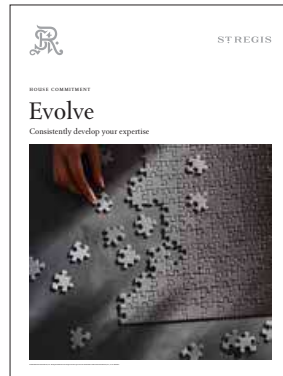 ST REGIS
HOUSE COMMITMENT
Evolve
Consistently develop your expertise